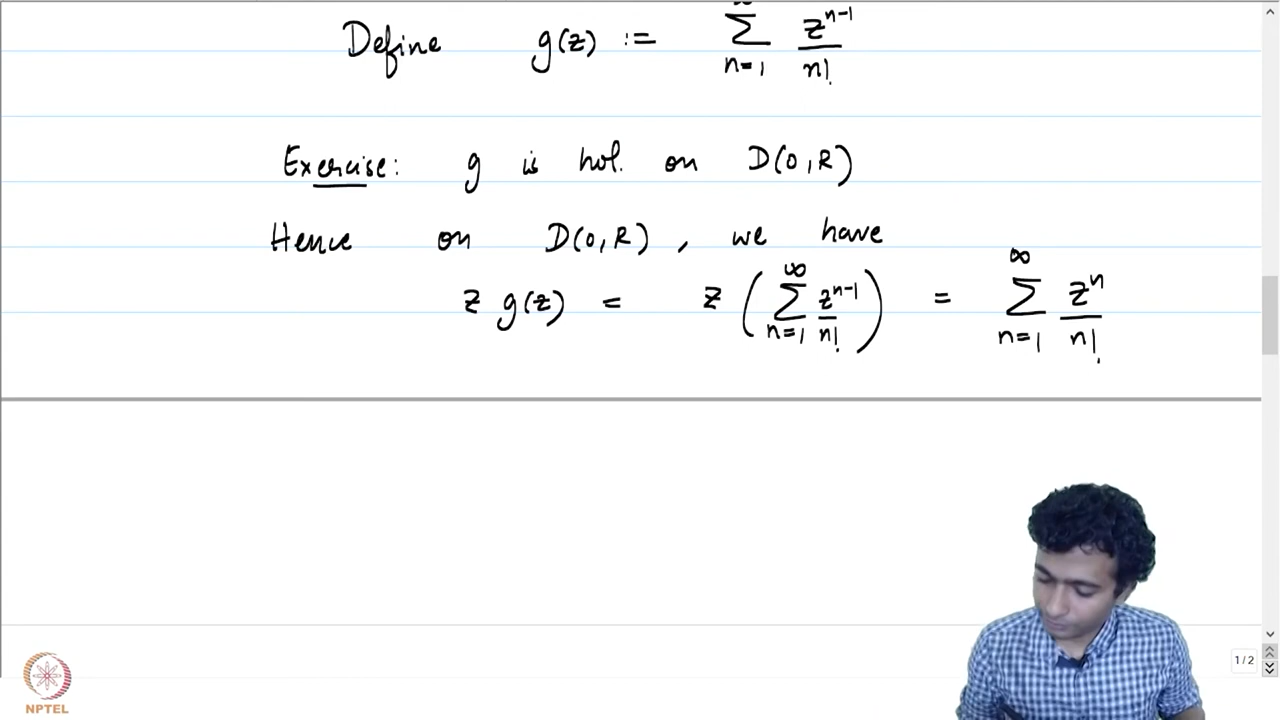 Define g(z) := ∞∑n=1 z^{n-1}/n!
Exercise: g is hol. on D(0,R)
Hence on D(0,R), we have
z g(z) = z (∞∑n=1 z^{n-1}/n!) = ∞∑n=1 z^n/n!
1/2
NPTEL